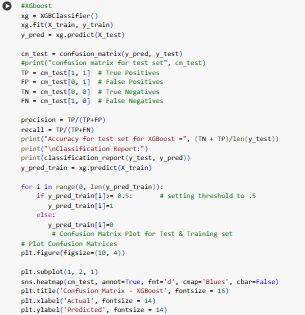 #XGboost
xg = XGBClassifier()
xg.fit(X_train, y_train)
y_pred = xg.predict(X_test)
cm_test = confusion_matrix(y_pred, y_test)
#print("confusion matrix for test set", cm_test)
TP = cm_test[1, 1]  # True Positives
FP = cm_test[0, 1]  # False Positives
TN = cm_test[0, 0]  # True Negatives
FN = cm_test[1, 0]  # False Negatives
precision = TP/(TP+FP)
recall = TP/(TP+FN)
print("Accuracy for test set for XGBoost =", (TN + TP)/len(y_test))
print("\nClassification Report:")
print(classification_report(y_test, y_pred))
y_pred_train = xg.predict(X_train)
for i in range(0, len(y_pred_train)):
if y_pred_train[i]>= 0.5:       # setting threshold to .5
y_pred_train[i]=1
else:
y_pred_train[i]=0
# Confusion Matrix Plot for Test & Training set
# Plot Confusion Matrices
plt.figure(figsize=(10, 4))
plt.subplot(1, 2, 1)
sns.heatmap(cm_test, annot=True, fmt='d', cmap='Blues', cbar=False)
plt.title('Confusion Matrix - XGBoost', fontsize = 16)
plt.xlabel('Actual', fontsize = 14)
plt.ylabel('Predicted', fontsize = 14)